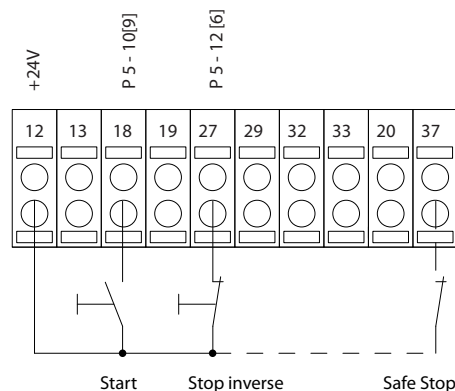 +24V
P 5 - 10[9]
P 5 - 12 [6]
12 13 18 19 27 29 32 33 20 37
Start Stop inverse Safe Stop